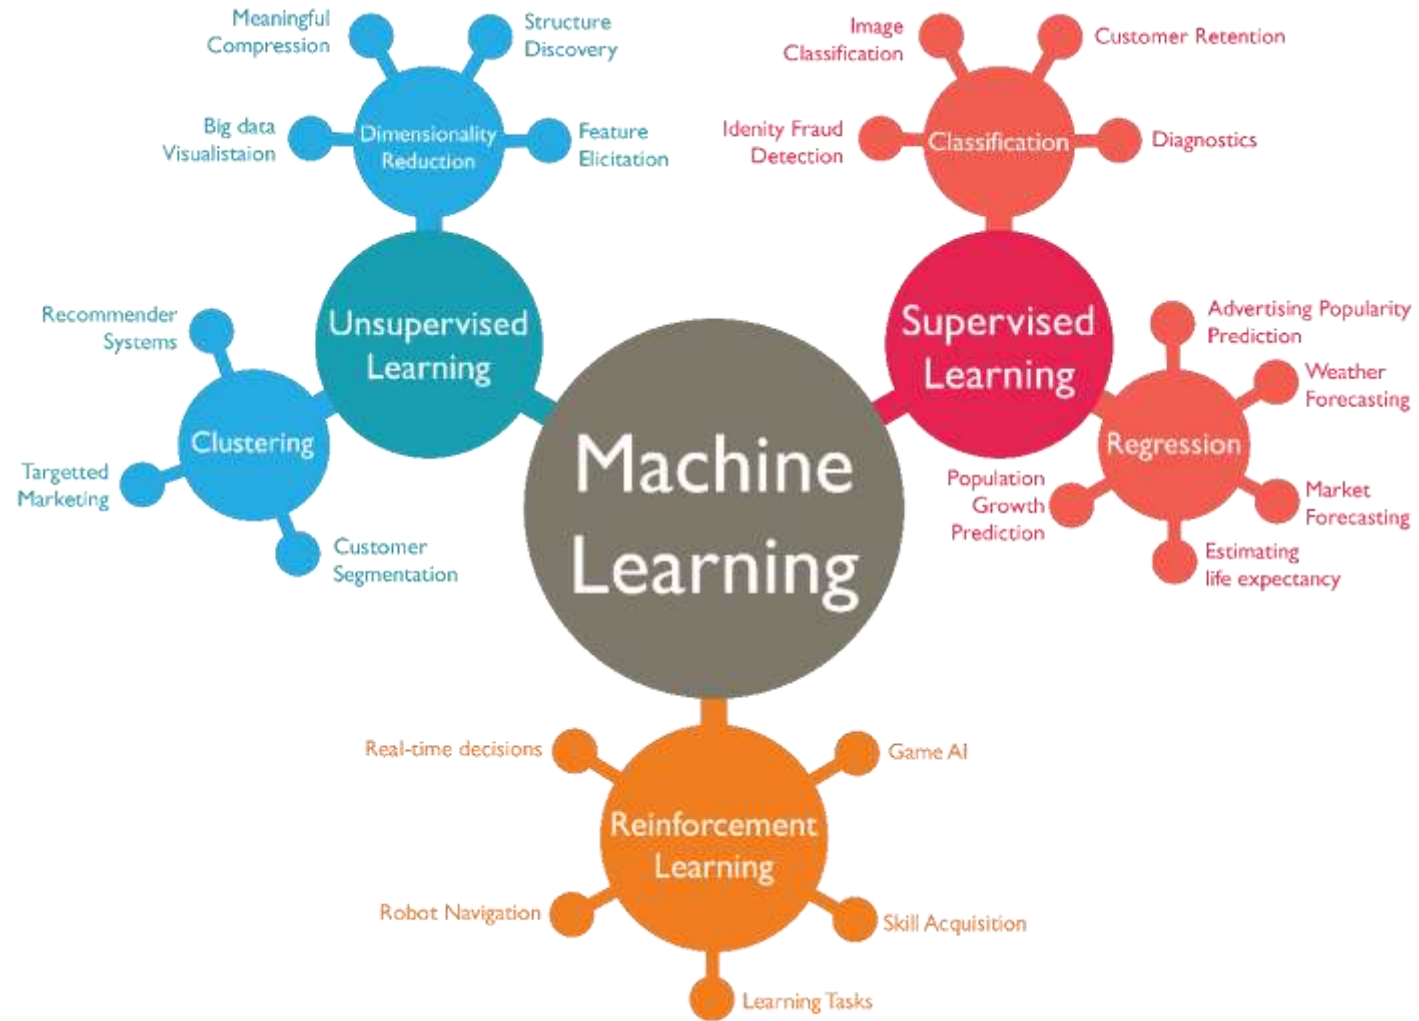 Meaningful
Compression
Structure
Discovery
Big data
Visualistaion
Dimensionality
Reduction
Feature
Elicitation
Image
Classification
Customer Retention
Idenity Fraud
Detection
Classification
Diagnostics
Recommender
Systems
Unsupervised
Learning
Clustering
Targetted
Marketing
Customer
Segmentation
Supervised
Learning
Advertising Popularity
Prediction
Weather
Forecasting
Regression
Population
Growth
Prediction
Market
Forecasting
Estimating
life expectancy
Machine
Learning
Real-time decisions
Game AI
Reinforcement
Learning
Robot Navigation
Skill Acquisition
Learning Tasks